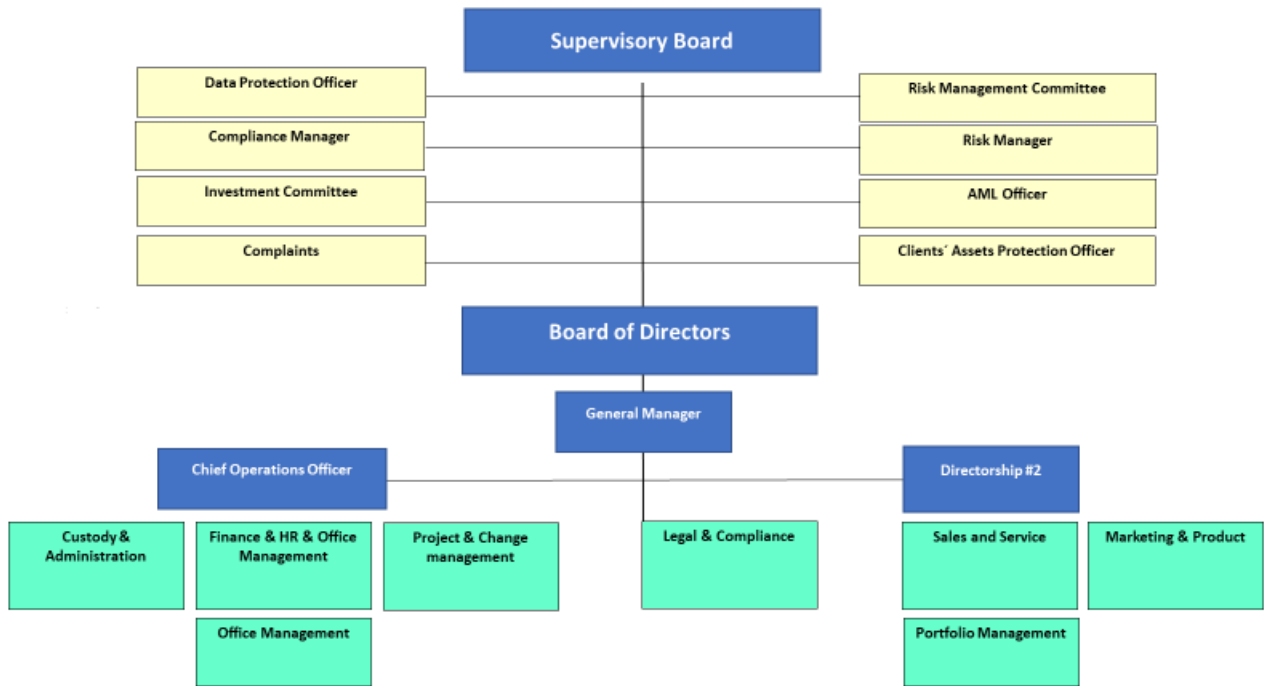 Supervisory Board
Data Protection Officer
Risk Management Committee
Compliance Manager
Risk Manager
Investment Committee
AML Officer
Complaints
Clients´ Assets Protection Officer
Board of Directors
General Manager
Chief Operations Officer
Directorship #2
Custody &
Administration
Finance & HR & Office
Management
Project & Change
management
Legal & Compliance
Sales and Service
Marketing & Product
Office Management
Portfolio Management